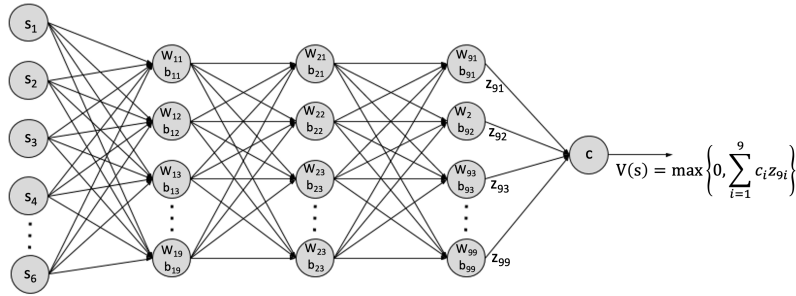 s1
s2
s3
s4
s6
W11
b11
W12
b12
W13
b13
W19
b19
W21
b21
W22
b22
W23
b23
W23
b23
W91
b91
W2
b92
W93
b93
W99
b99
z91
z92
z93
z99
c
V(s) = max{0, ∑_{i=1}^{9} c_i z_{9i}}